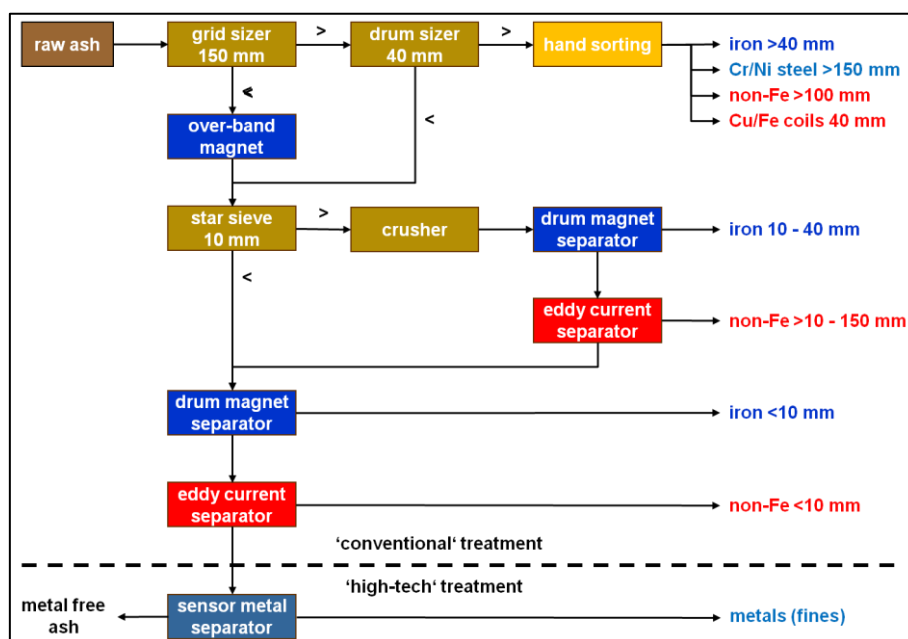 raw ash
grid sizer
150 mm
>
drum sizer
40 mm
>
hand sorting
iron >40 mm
Cr/Ni steel >150 mm
non-Fe >100 mm
Cu/Fe coils 40 mm
<
<
over-band
magnet
star sieve
10 mm
>
crusher
drum magnet
separator
iron 10 - 40 mm
<
eddy current
separator
non-Fe >10 - 150 mm
drum magnet
separator
iron <10 mm
eddy current
separator
non-Fe <10 mm
'conventional' treatment
'high-tech' treatment
metal free
ash
sensor metal
separator
metals (fines)